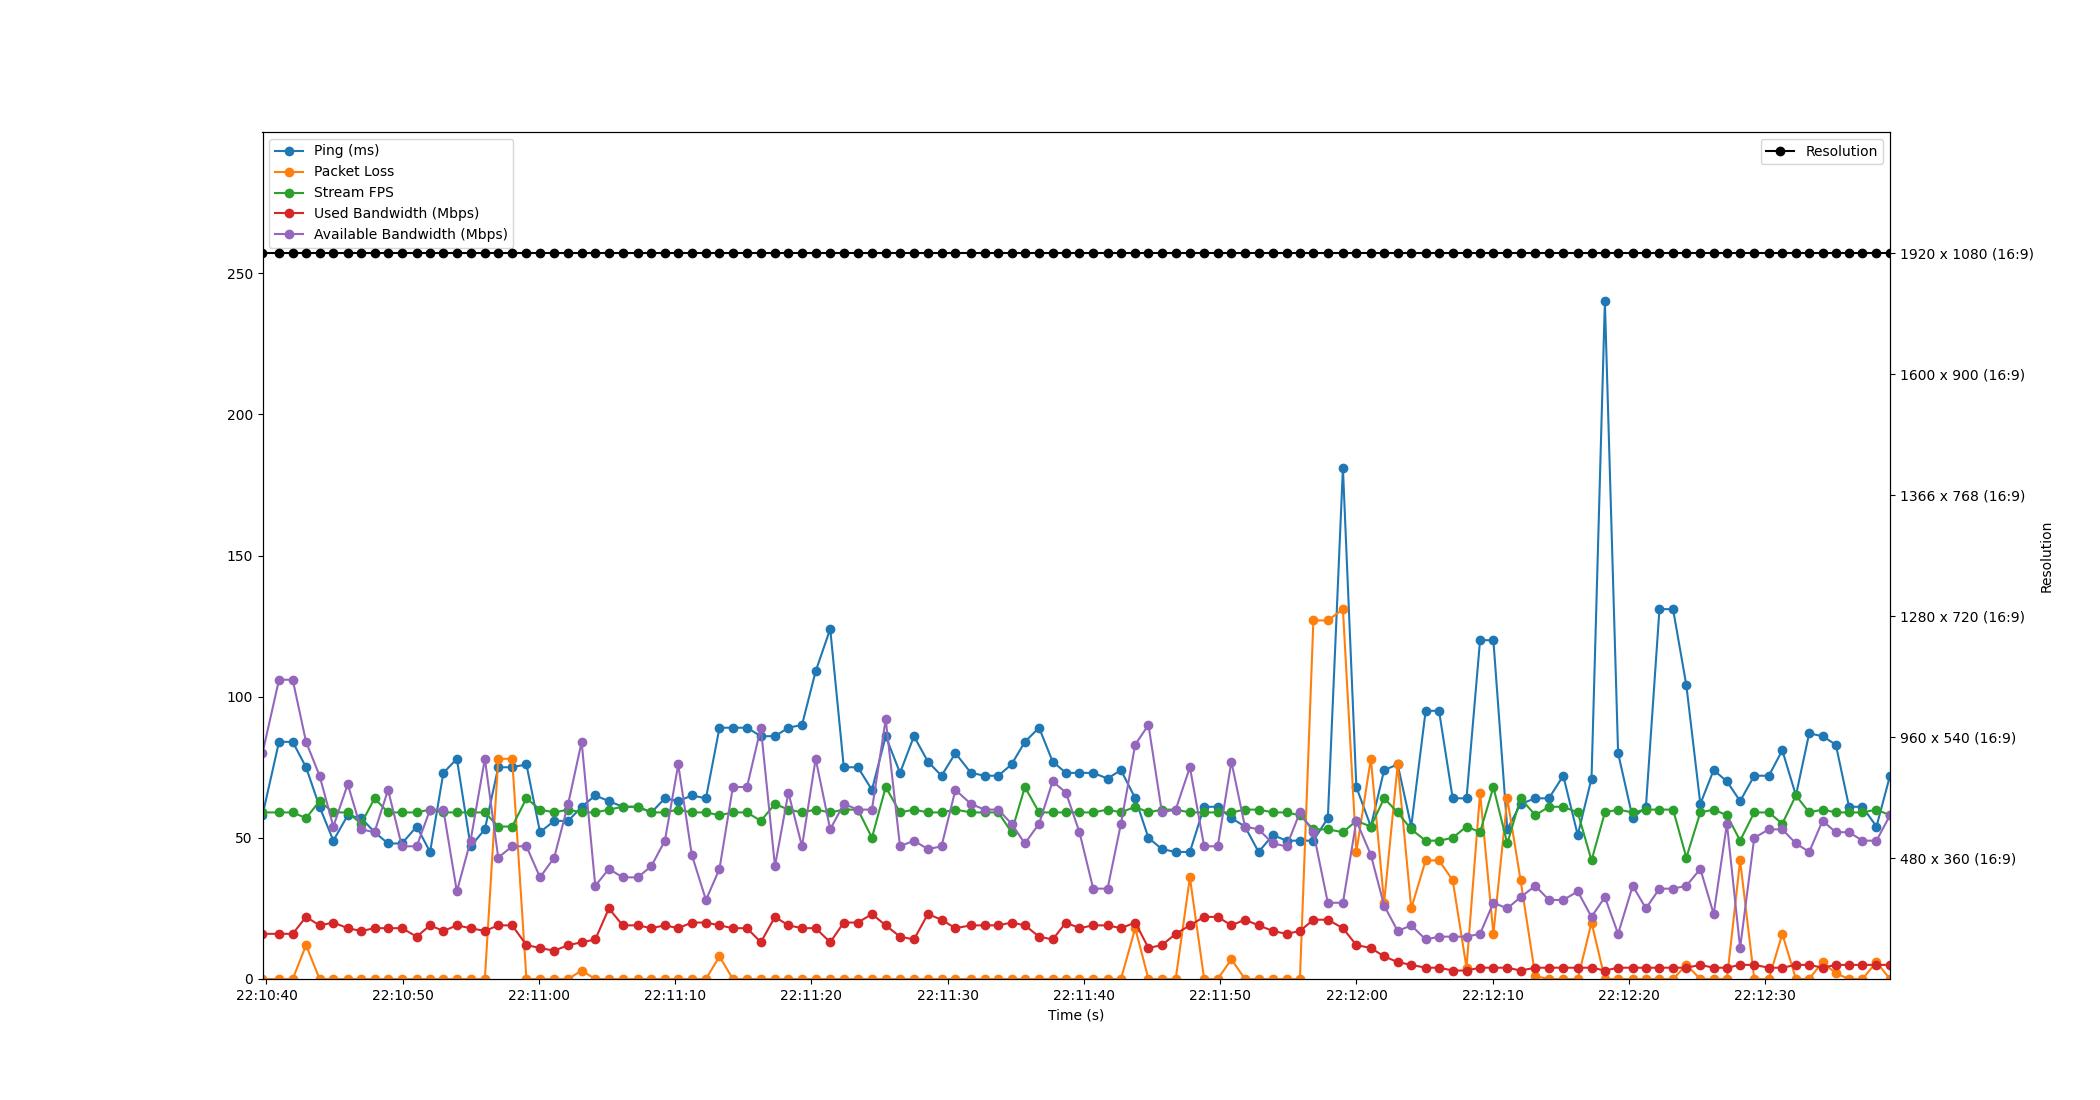 Ping (ms)
Packet Loss
Stream FPS
Used Bandwidth (Mbps)
Available Bandwidth (Mbps)
Resolution
250
200
150
100
50
0
1920 x 1080 (16:9)
1600 x 900 (16:9)
1366 x 768 (16:9)
1280 x 720 (16:9)
960 x 540 (16:9)
480 x 360 (16:9)
Resolution
22:10:40 22:10:50 22:11:00 22:11:10 22:11:20 22:11:30 22:11:40 22:11:50 22:12:00 22:12:10 22:12:20 22:12:30
Time (s)